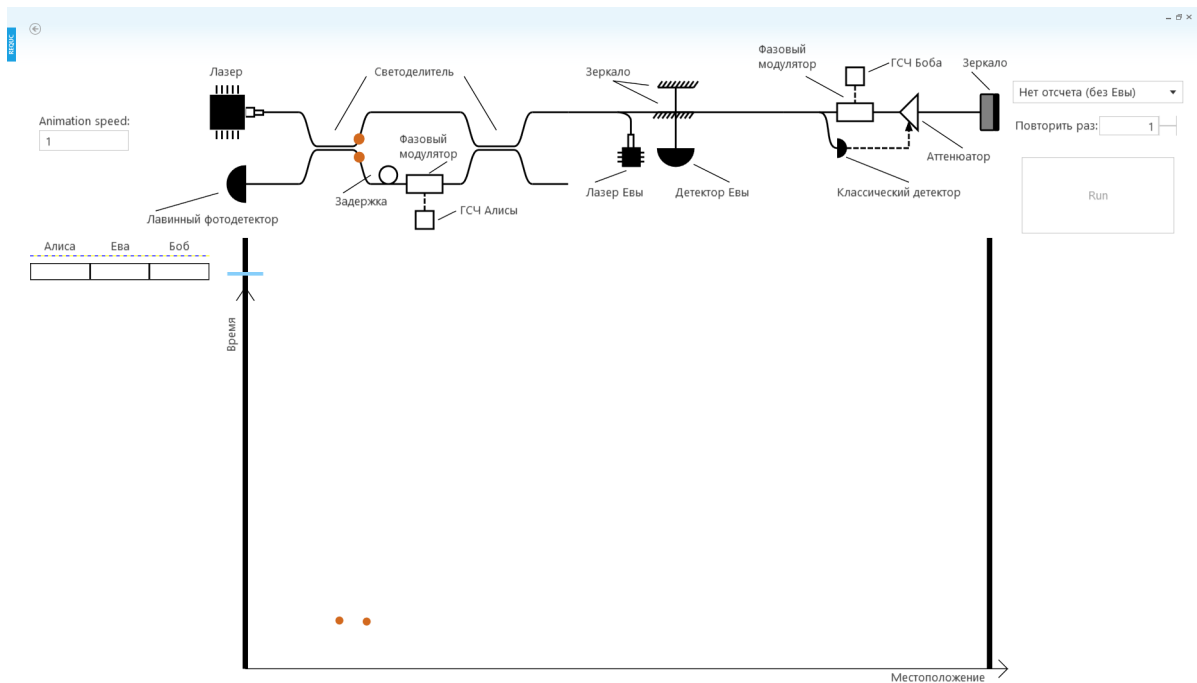 REQUC
Animation speed:
1
Лазер
Светоделитель
Зеркало
Фазовый
модулятор
ГСЧ Боба
Зеркало
Нет отсчета (без Евы)
Повторить раз:
1
Run
Фазовый
модулятор
Аттенюатор
Задержка
ГСЧ Алисы
Лазер Евы
Детектор Евы
Классический детектор
Лавинный фотодетектор
Алиса
Ева
Боб
Время
Местоположение